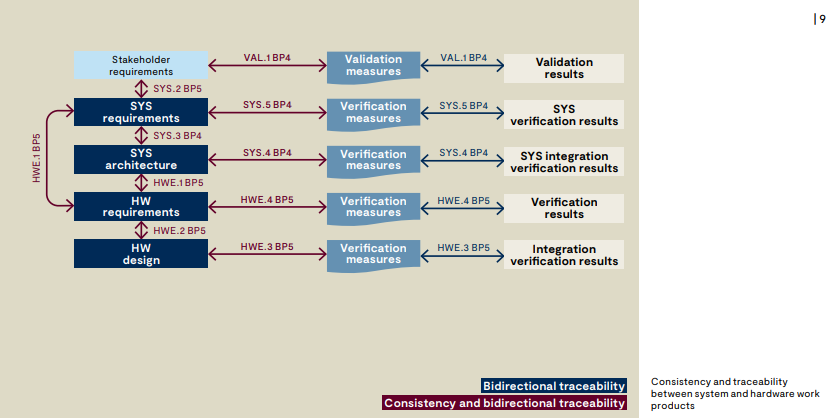 | 9
Stakeholder
requirements
VAL.1 BP4
Validation
measures
VAL.1 BP4
Validation
results
SYS.2 BP5
SYS
requirements
SYS.5 BP4
Verification
measures
SYS.5 BP4
SYS
verification results
SYS.3 BP4
HWE.1 BP5
SYS
architecture
SYS.4 BP4
Verification
measures
SYS.4 BP4
SYS integration
verification results
HWE.1 BP5
HW
requirements
HWE.4 BP5
Verification
measures
HWE.4 BP5
Verification
results
HWE.2 BP5
HW
design
HWE.3 BP5
Verification
measures
HWE.3 BP5
Integration
verification results
Bidirectional traceability
Consistency and bidirectional traceability
Consistency and traceability
between system and hardware work
products